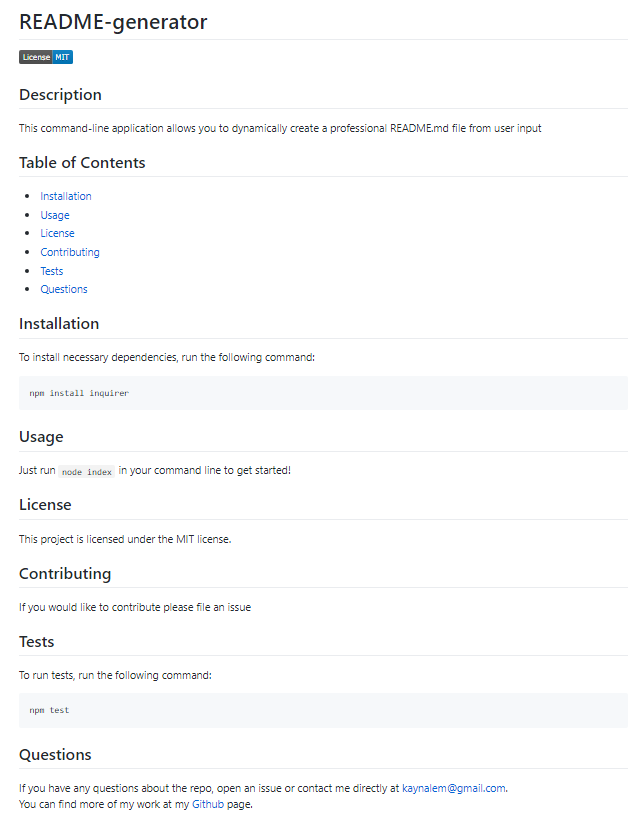 README-generator
License MIT
Description
This command-line application allows you to dynamically create a professional README.md file from user input
Table of Contents
Installation
Usage
License
Contributing
Tests
Questions
Installation
To install necessary dependencies, run the following command:
npm install inquirer
Usage
Just run node index in your command line to get started!
License
This project is licensed under the MIT license.
Contributing
If you would like to contribute please file an issue
Tests
To run tests, run the following command:
npm test
Questions
If you have any questions about the repo, open an issue or contact me directly at kaynalem@gmail.com.
You can find more of my work at my Github page.